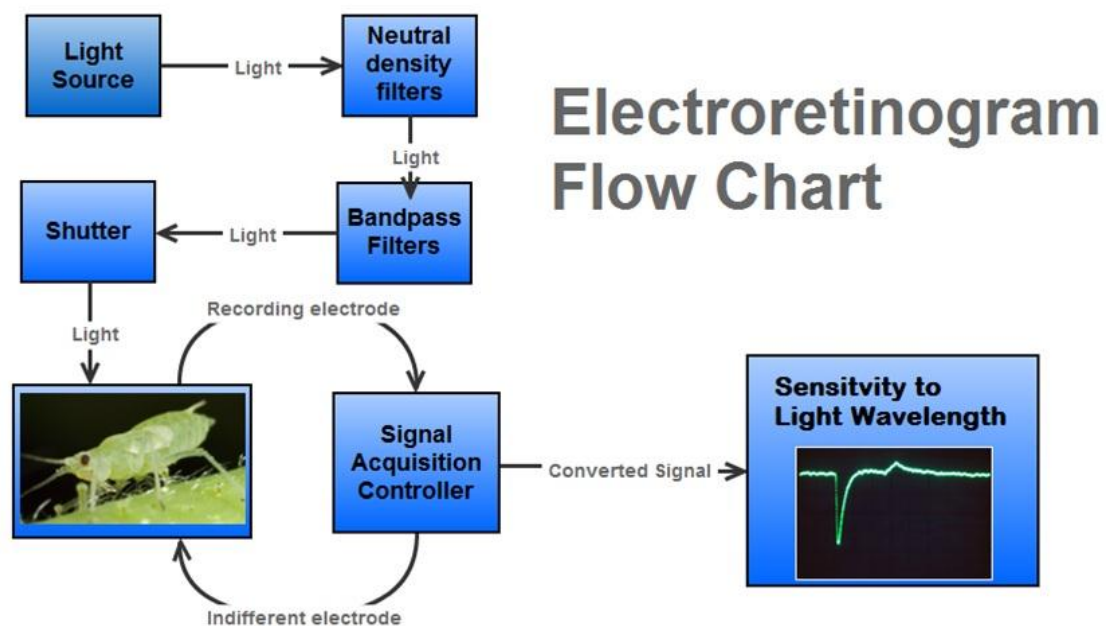 Electroretinogram
Flow Chart
Light
Source
Light
Neutral
density
filters
Light
Bandpass
Filters
Light
Shutter
Light
Recording electrode
Signal
Acquisition
Controller
Indifferent electrode
Converted Signal
Sensitvity to
Light Wavelength